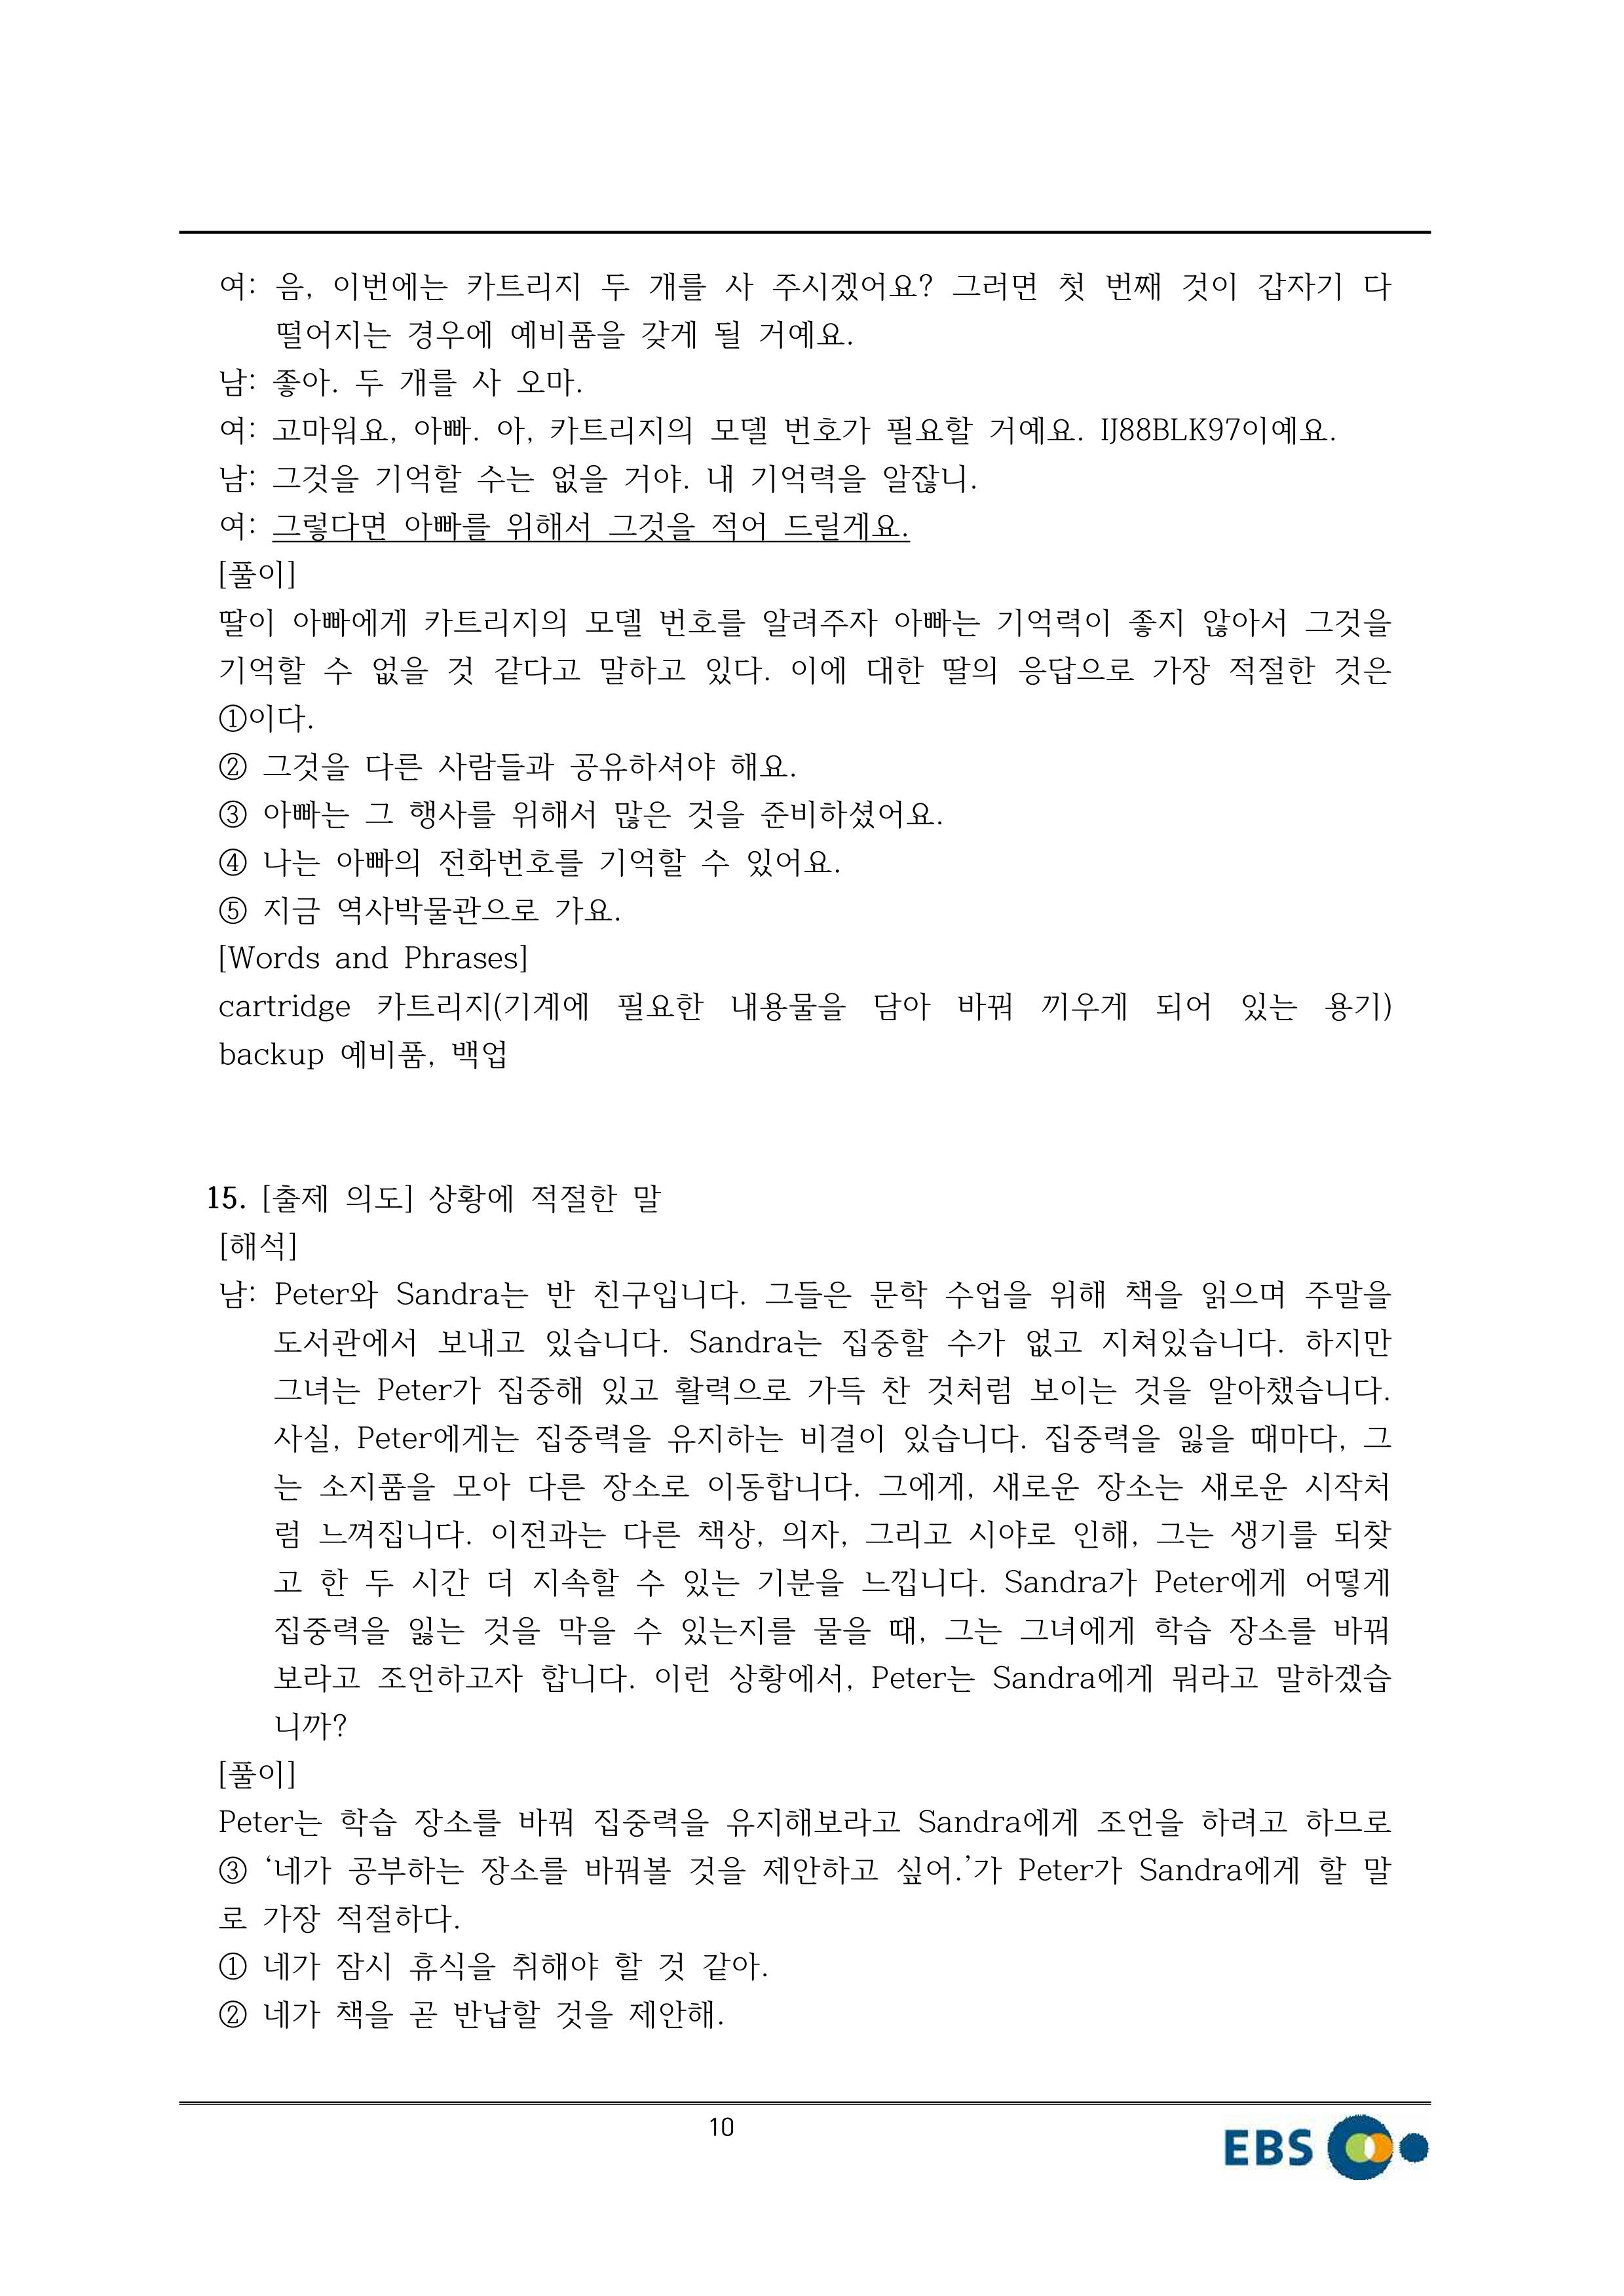 여: 음, 이번에는 카트리지 두 개를 사 주시겠어요? 그러면 첫 번째 것이 갑자기 다
떨어지는 경우에 예비품을 갖게 될 거예요.
남: 좋아. 두 개를 사 오마.
여: 고마워요, 아빠. 아, 카트리지의 모델 번호가 필요할 거예요. IJ88BLK97이예요.
남: 그것을 기억할 수는 없을 거야. 내 기억력을 알잖니.
여: 그렇다면 아빠를 위해서 그것을 적어 드릴게요.
[풀이]
딸이 아빠에게 카트리지의 모델 번호를 알려주자 아빠는 기억력이 좋지 않아서 그것을
기억할 수 없을 것 같다고 말하고 있다. 이에 대한 딸의 응답으로 가장 적절한 것은
①이다.
② 그것을 다른 사람들과 공유하셔야 해요.
③ 아빠는 그 행사를 위해서 많은 것을 준비하셨어요.
④ 나는 아빠의 전화번호를 기억할 수 있어요.
⑤ 지금 역사박물관으로 가요.
[Words and Phrases]
cartridge 카트리지(기계에 필요한 내용물을 담아 바꿔 끼우게 되어 있는 용기)
backup 예비품, 백업
15. [출제 의도] 상황에 적절한 말
[해석]
남: Peter와 Sandra는 반 친구입니다. 그들은 문학 수업을 위해 책을 읽으며 주말을
도서관에서 보내고 있습니다. Sandra는 집중할 수가 없고 지쳐있습니다. 하지만
그녀는 Peter가 집중해 있고 활력으로 가득 찬 것처럼 보이는 것을 알아챘습니다.
사실, Peter에게는 집중력을 유지하는 비결이 있습니다. 집중력을 잃을 때마다, 그
는 소지품을 모아 다른 장소로 이동합니다. 그에게, 새로운 장소는 새로운 시작처
럼 느껴집니다. 이전과는 다른 책상, 의자, 그리고 시야로 인해, 그는 생기를 되찾
고 한 두 시간 더 지속할 수 있는 기분을 느낍니다. Sandra가 Peter에게 어떻게
집중력을 잃는 것을 막을 수 있는지를 물을 때, 그는 그녀에게 학습 장소를 바꿔
보라고 조언하고자 합니다. 이런 상황에서, Peter는 Sandra에게 뭐라고 말하겠습
니까?
[풀이]
Peter는 학습 장소를 바꿔 집중력을 유지해보라고 Sandra에게 조언을 하려고 하므로
③ ‘네가 공부하는 장소를 바꿔볼 것을 제안하고 싶어.’가 Peter가 Sandra에게 할 말
로 가장 적절하다.
① 네가 잠시 휴식을 취해야 할 것 같아.
② 네가 책을 곧 반납할 것을 제안해.
10
EBS